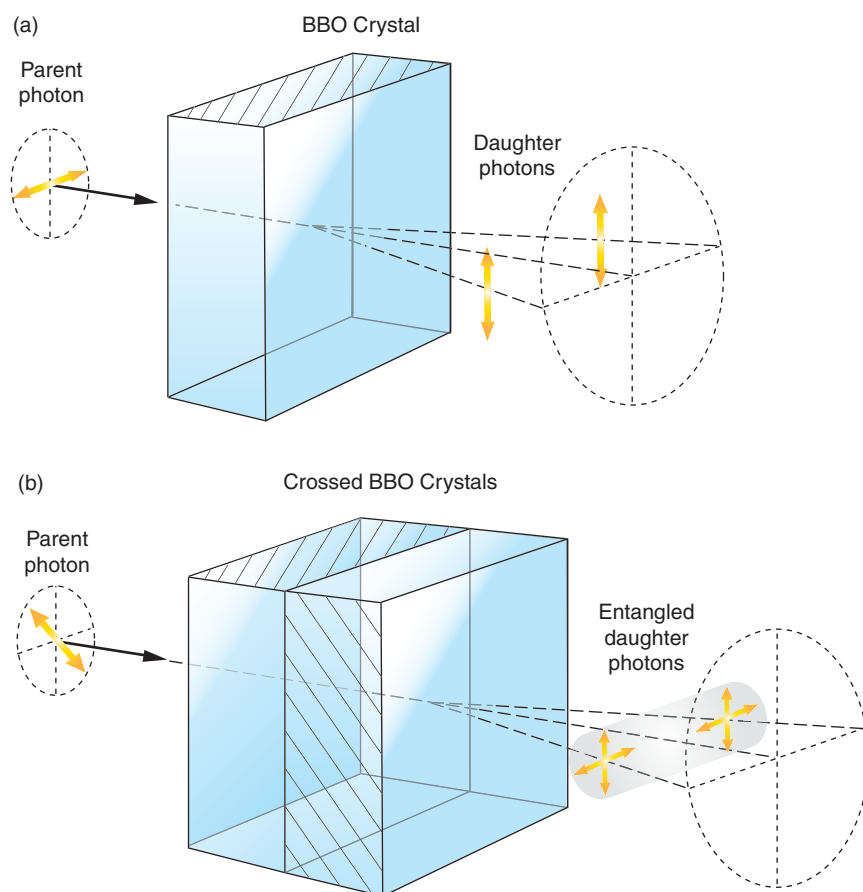 (a)
BBO Crystal
Parent
photon
Daughter
photons
(b)
Crossed BBO Crystals
Parent
photon
Entangled
daughter
photons